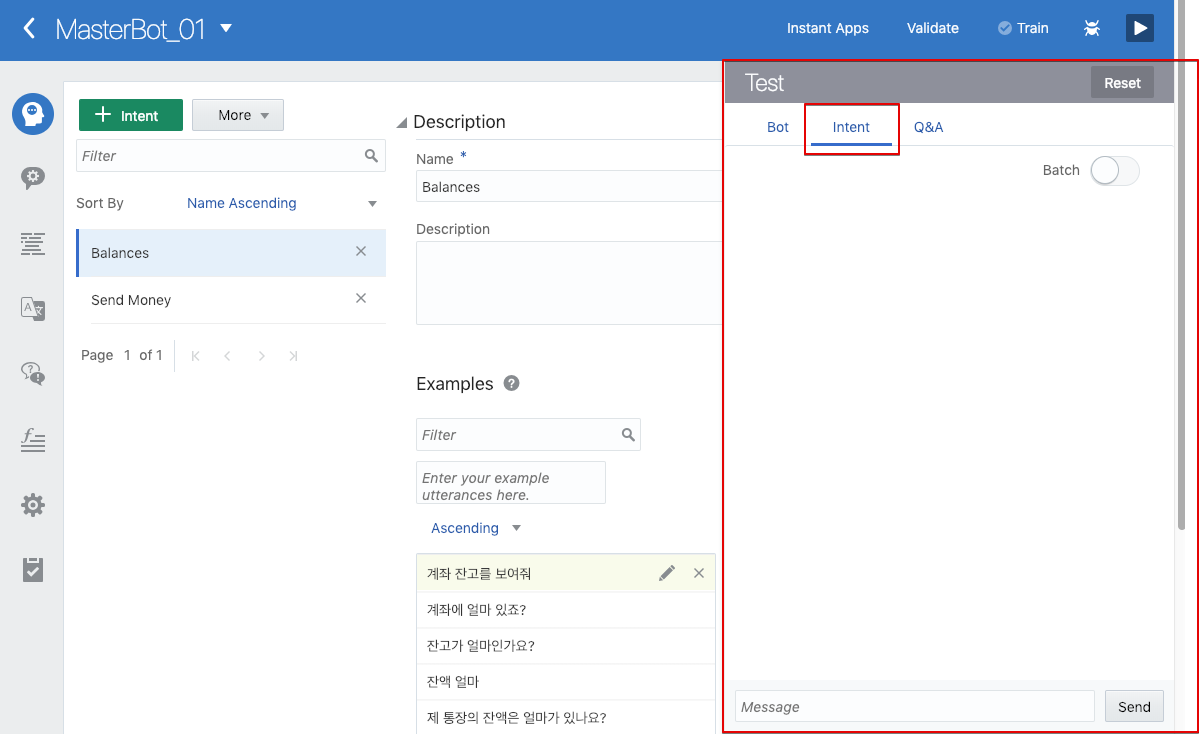 MasterBot_01
Instant Apps
Validate
Train
Test
Reset
Bot
Intent
Q&A
Batch
Message
Send
Intent
More
Filter
Sort By
Name Ascending
Balances
Send Money
Page 1 of 1
Description
Name *
Balances
Description
Examples ?
Filter
Enter your example
utterances here.
Ascending
계좌 잔고를 보여줘
계좌에 얼마 있죠?
잔고가 얼마인가요?
잔액 얼마
제 통장의 잔액은 얼마가 있나요?